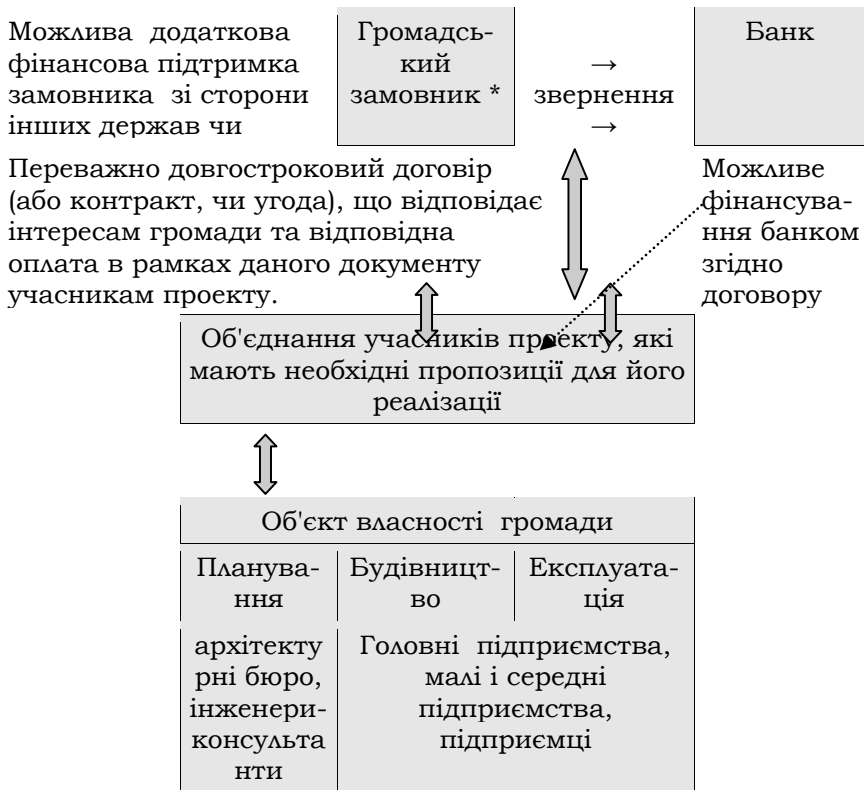 Можлива додаткова
фінансова підтримка
замовника зі сторони
інших держав чи
Громадсь-
кий
замовник *
→
звернення
→
Банк
Переважно довгостроковий договір
(або контракт, чи угода), що відповідає
інтересам громади та відповідна
оплата в рамках даного документу
учасникам проекту.
Можливе
фінансува-
ння банком
згідно
договору
Об'єднання учасників проекту, які
мають необхідні пропозиції для його
реалізації
Об'єкт власності громади
Планува-
ння
Будівницт-
во
Експлуата-
ція
архітекту
рні бюро,
інженери-
консульта
нти
Головні підприємства,
малі і середні
підприємства,
підприємці